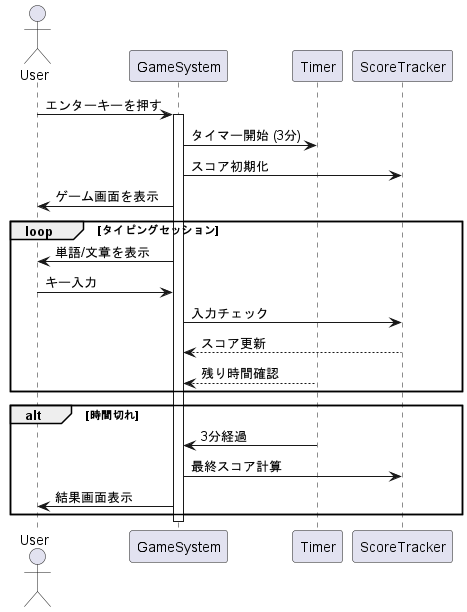 User
GameSystem
Timer
ScoreTracker
エンターキーを押す
タイマー開始 (3分)
スコア初期化
ゲーム画面を表示
loop [タイピングセッション]
単語/文章を表示
キー入力
入力チェック
スコア更新
残り時間確認
alt [時間切れ]
3分経過
最終スコア計算
結果画面表示
User
GameSystem
Timer
ScoreTracker